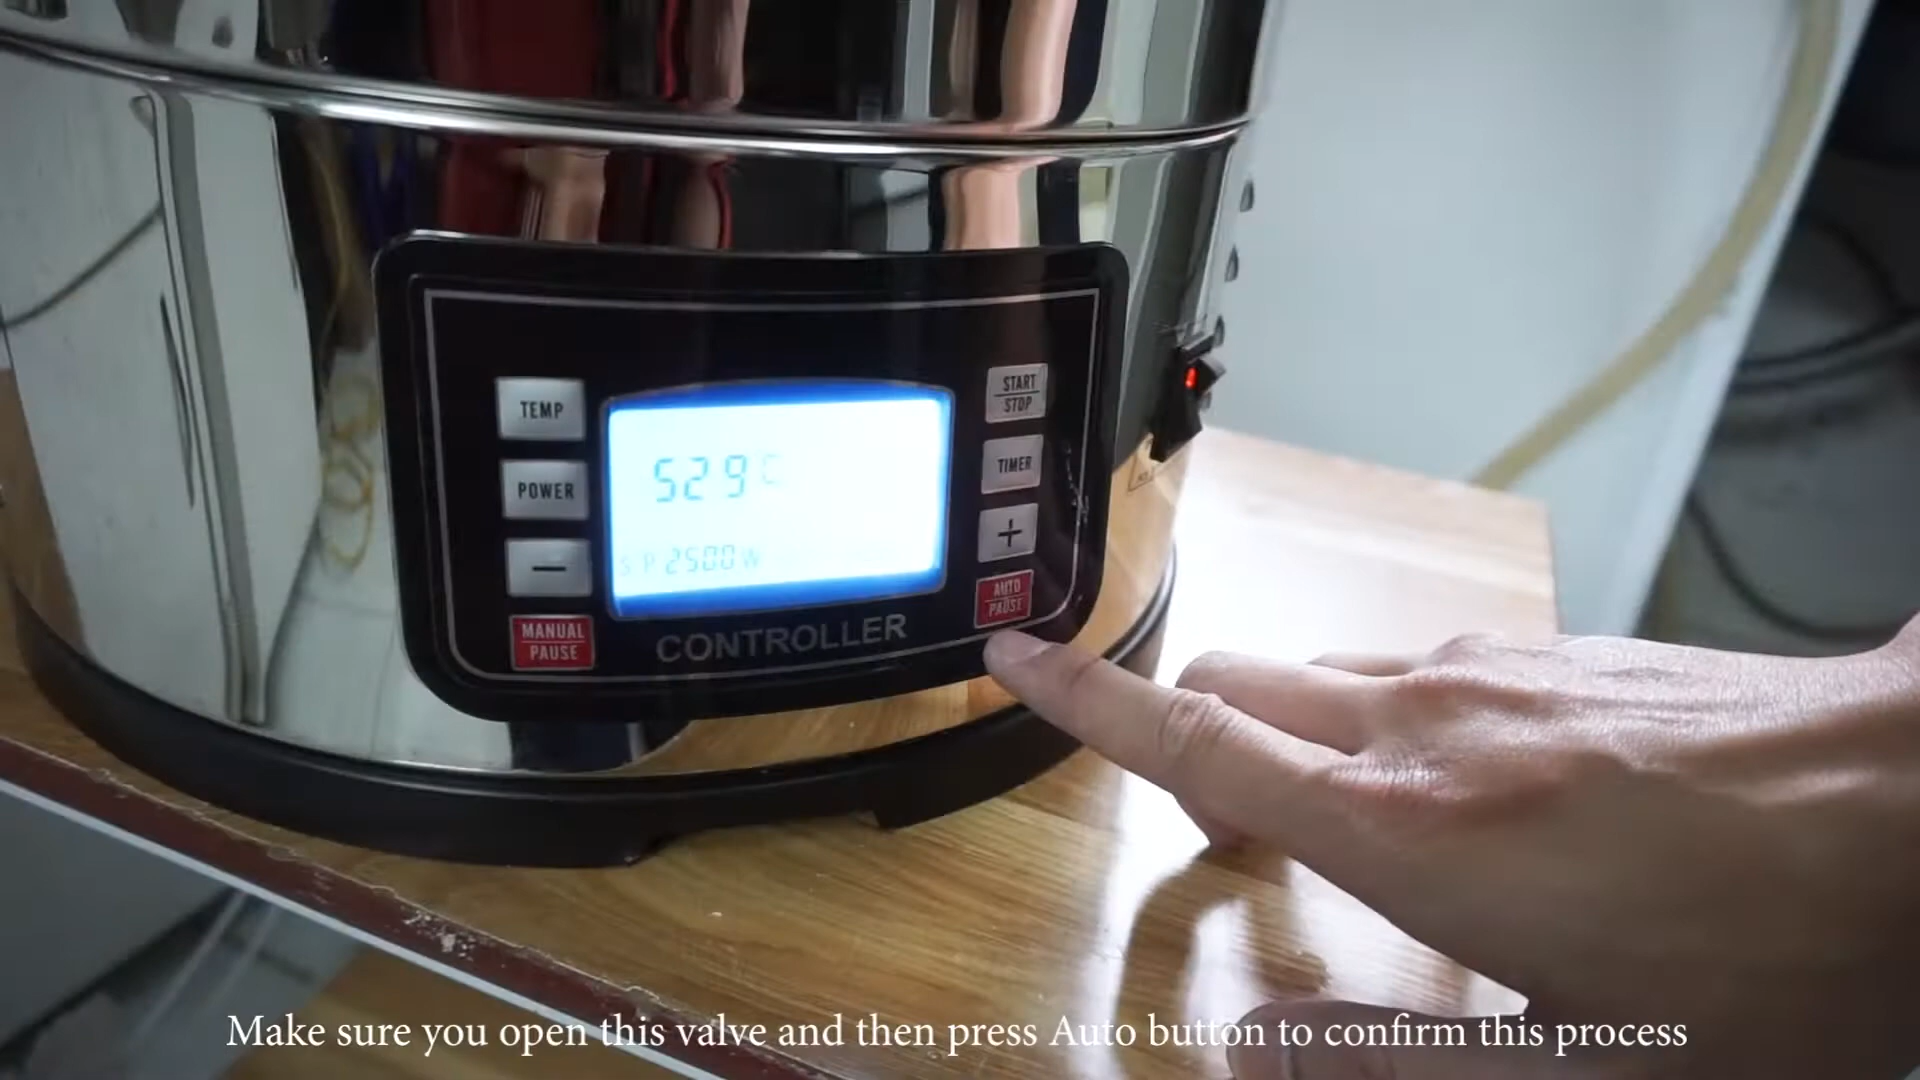 TEMP
POWER
—
MANUAL
PAUSE
529 C
S P 2500 W
START
STOP
TIMER
+
AUTO
PAUSE
CONTROLLER
Make sure you open this valve and then press Auto button to confirm this process